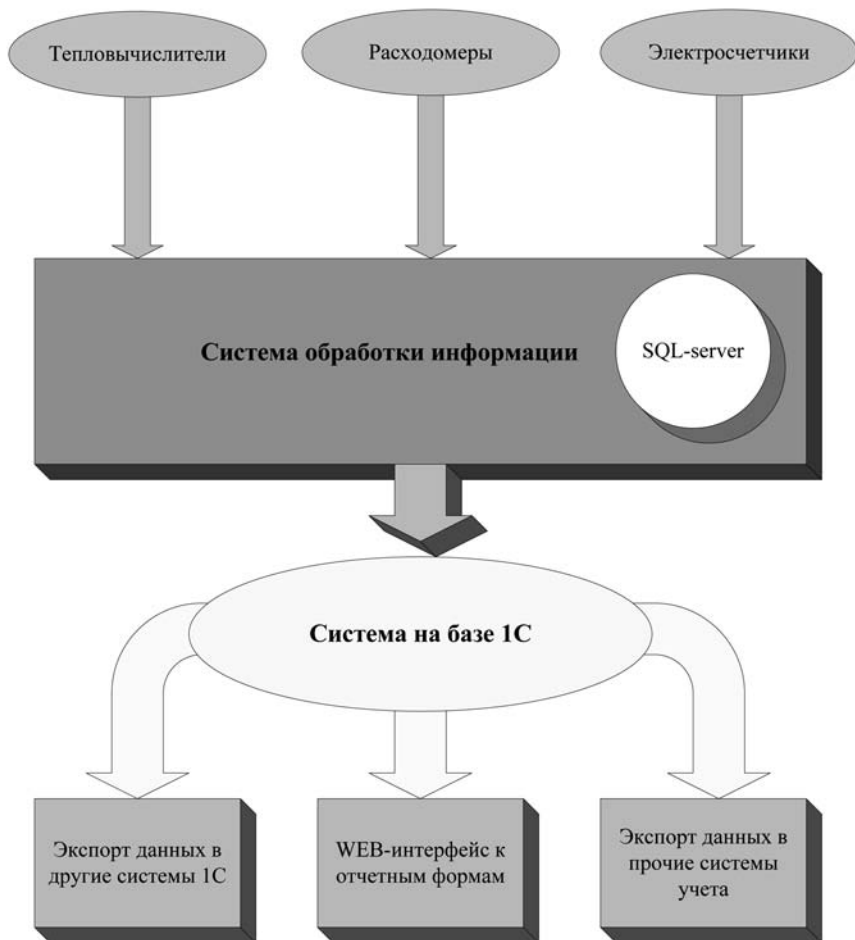 Тепловычислители
Расходомеры
Электросчетчики
Система обработки информации
SQL-server
Система на базе 1С
Экспорт данных в
другие системы 1С
WEB-интерфейс к
отчетным формам
Экспорт данных в
прочие системы
учета